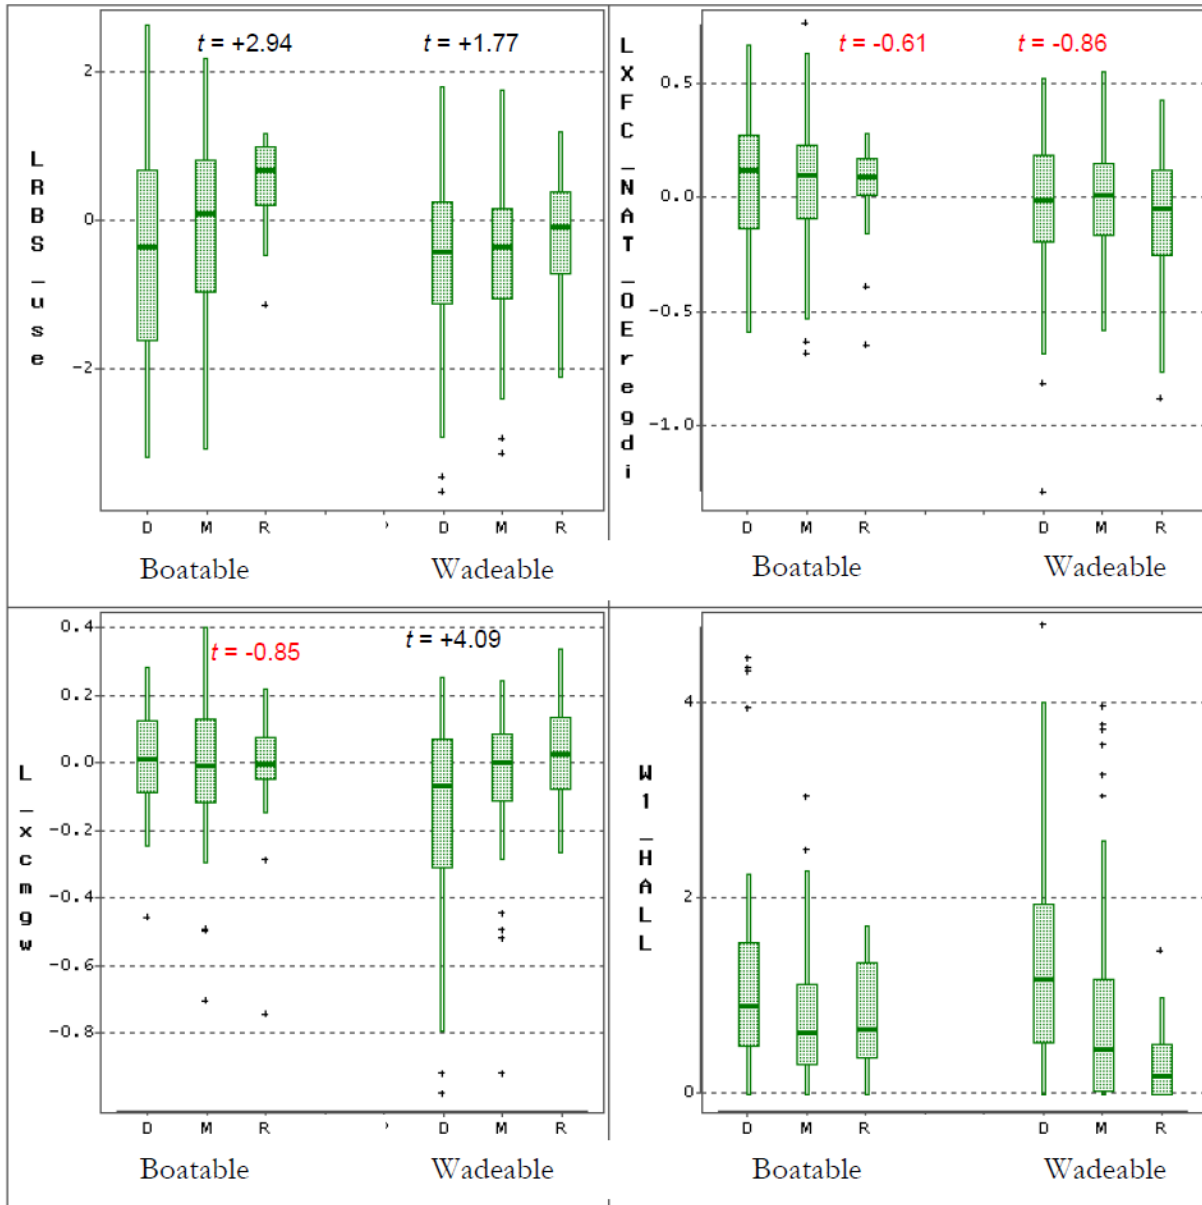 LRBS_use
t = +2.94
t = +1.77
2
0
-2
D M R D M R
Boatable Wadeable
LXFC_NAT_OEregdi
t = -0.61
t = -0.86
0.5
0.0
-0.5
-1.0
D M R D M R
Boatable Wadeable
L_xcmgw
t = -0.85
t = +4.09
0.4
0.2
0.0
-0.2
-0.4
-0.6
-0.8
D M R D M R
Boatable Wadeable
W1_HALL
4
2
0
D M R D M R
Boatable Wadeable